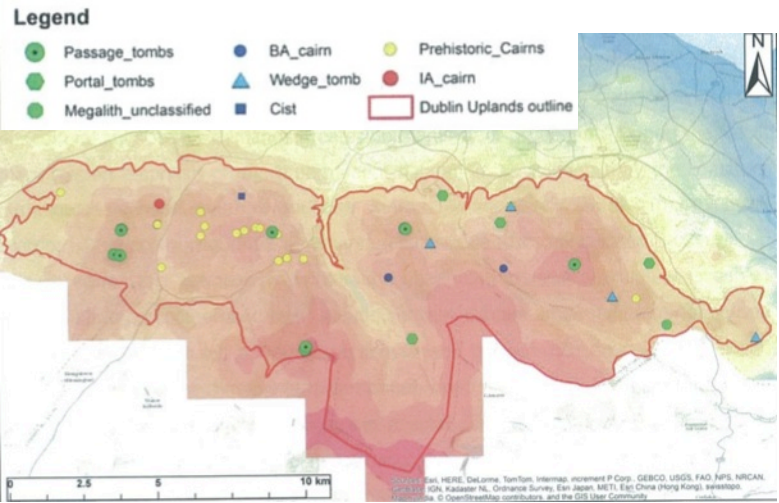 Legend
Passage_tombs
Portal_tombs
Megalith_unclassified
BA_cairn
Wedge_tomb
Cist
Prehistoric_Cairns
IA_cairn
Dublin Uplands outline
N
0 2.5 5 10 km
Esri, HERE, DeLorme, TomTom, Intermap, increment P Corp., GEBCO, USGS, FAO, NPS, NRCAN,
IGN, Kadaster NL, Ordnance Survey, Esri Japan, METI, Esri China (Hong Kong), swisstopo,
© OpenStreetMap contributors, and the GIS User Community